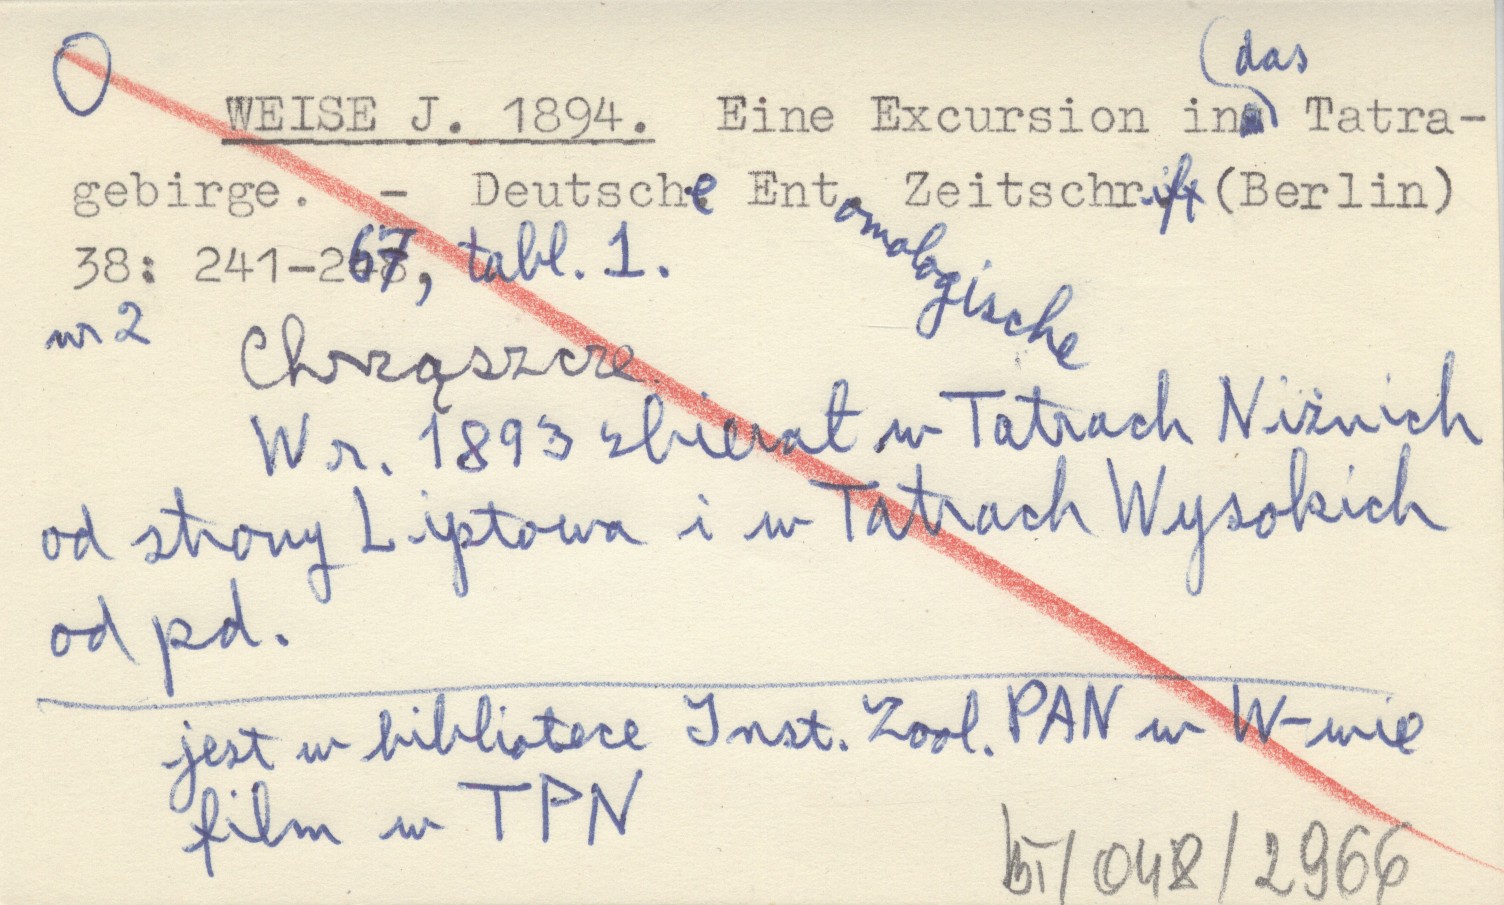 das
WEISE J. 1894. Eine Excursion in Tatra-
gebirge. - Deutsche Entomologische Zeitschrift (Berlin)
38: 241-267, tabl. 1.
nr 2
Chrząszcze.
W r. 1893 zbierał w Tatrach Niżnich
od strony Liptowa i w Tatrach Wysokich
od pd.
jest w bibliotece Inst. Zool. PAN w W-wie
film w TPN
/048/2966